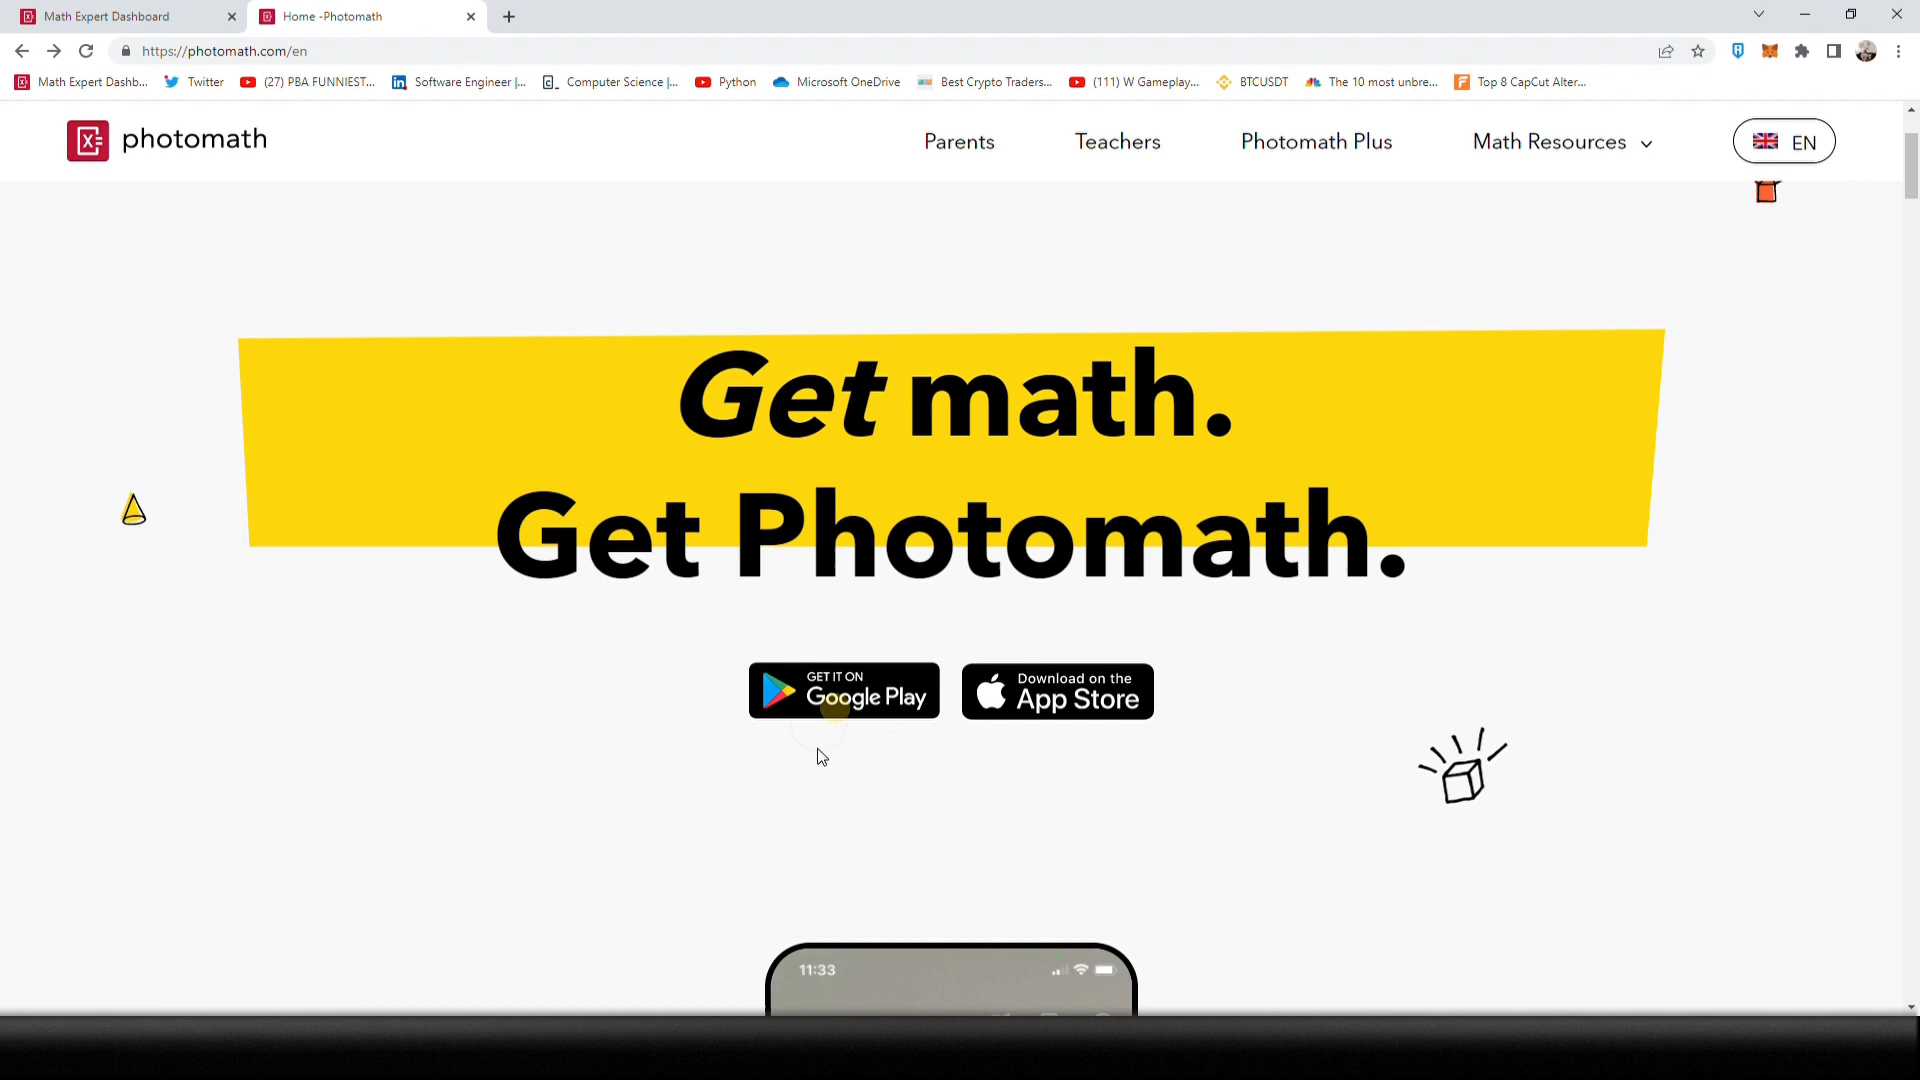 Math Expert Dashboard
Home -Photomath
https://photomath.com/en
Math Expert Dashb...
Twitter
(27) PBA FUNNIEST...
Software Engineer |...
Computer Science |...
Python
Microsoft OneDrive
Best Crypto Traders...
(111) W Gameplay...
BTCUSDT
The 10 most unbre...
Top 8 CapCut Alter...
photomath
Parents
Teachers
Photomath Plus
Math Resources
EN
Get math.
Get Photomath.
GET IT ON
Google Play
Download on the
App Store
11:33